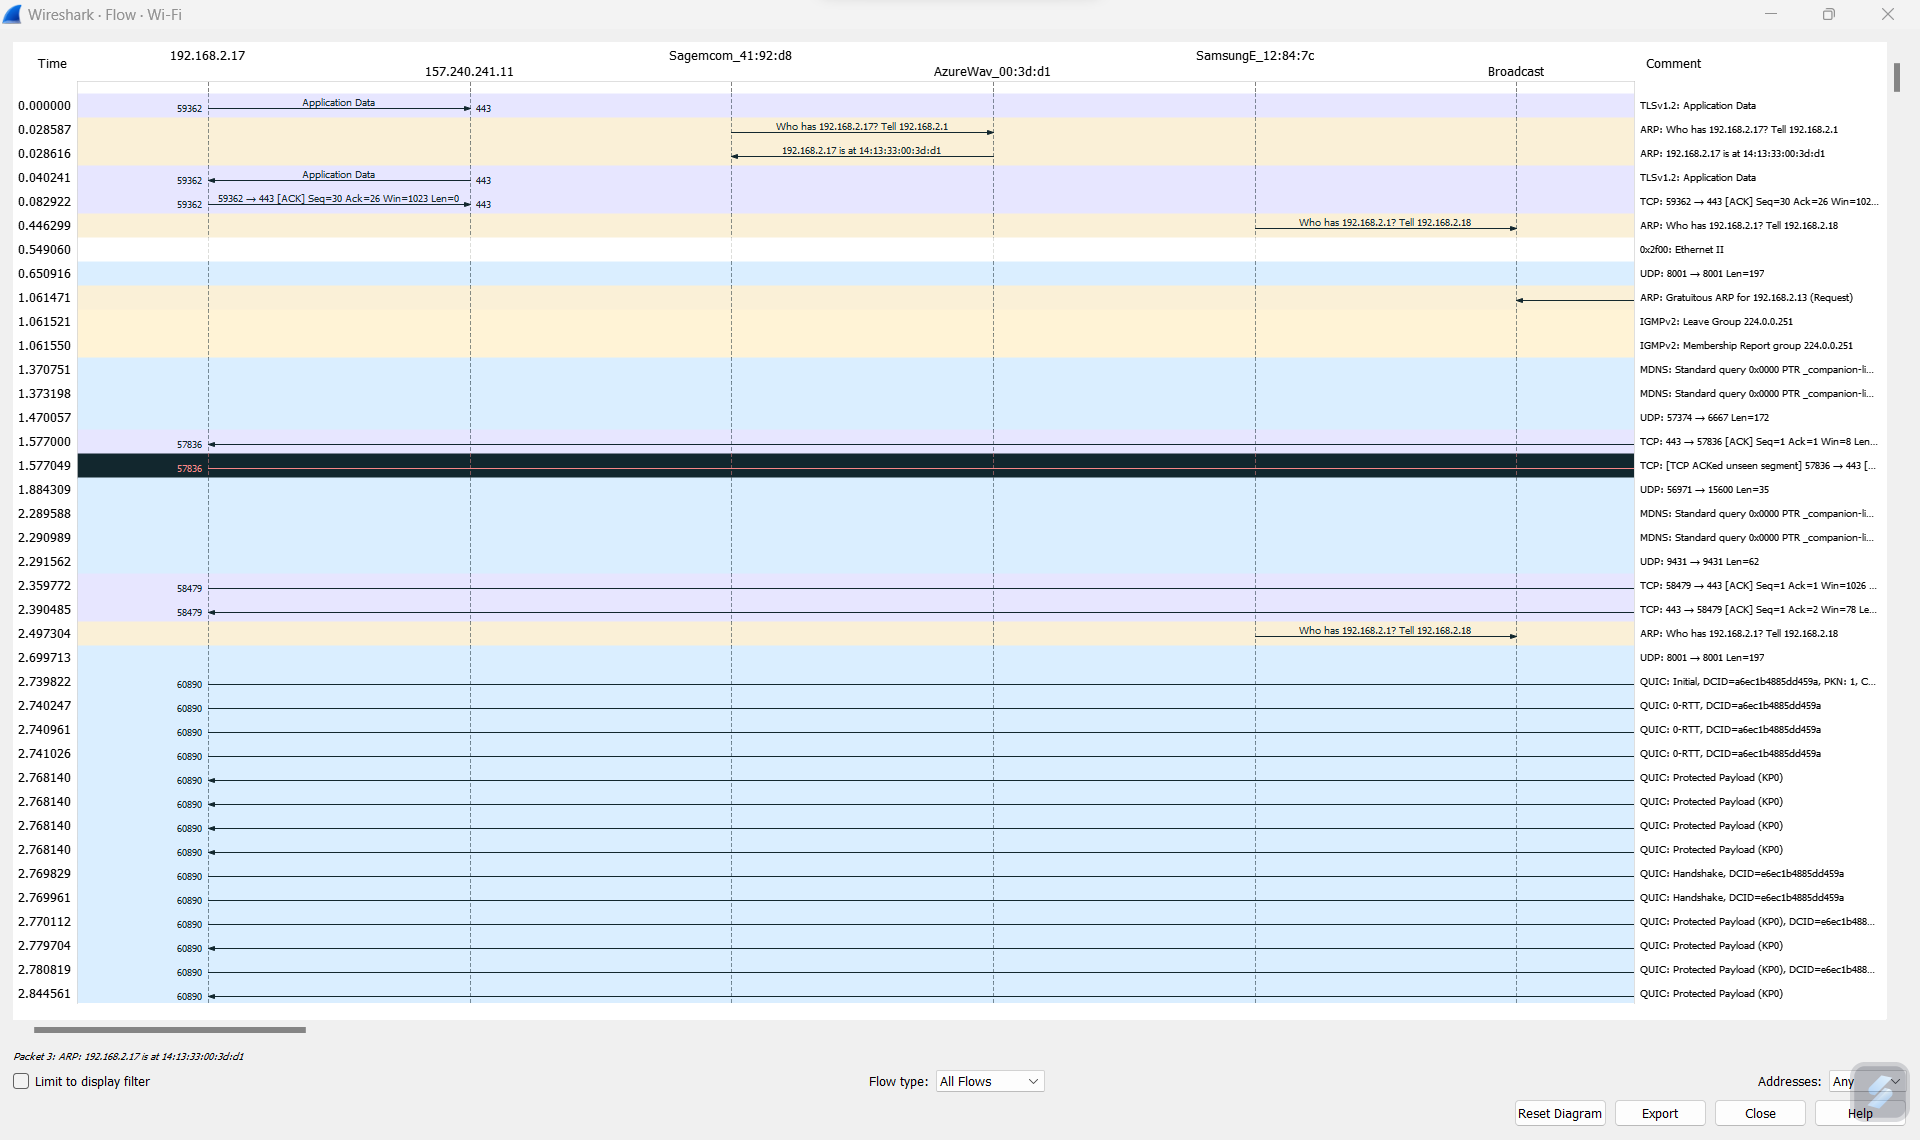 Wireshark · Flow · Wi-Fi
Time 192.168.2.17 157.240.241.11 Sagemcom_41:92:d8 AzureWav_00:3d:d1 SamsungE_12:84:7c Broadcast Comment
0.000000 59362 Application Data 443 TLSv1.2: Application Data
0.028587 Who has 192.168.2.17? Tell 192.168.2.1 ARP: Who has 192.168.2.17? Tell 192.168.2.1
0.028616 192.168.2.17 is at 14:13:33:00:3d:d1 ARP: 192.168.2.17 is at 14:13:33:00:3d:d1
0.040241 59362 Application Data 443 TLSv1.2: Application Data
0.082922 59362 59362 → 443 [ACK] Seq=30 Ack=26 Win=1023 Len=0 443 TCP: 59362 → 443 [ACK] Seq=30 Ack=26 Win=102...
0.446299 Who has 192.168.2.1? Tell 192.168.2.18 ARP: Who has 192.168.2.1? Tell 192.168.2.18
0.549060 0x2f00: Ethernet II
0.650916 UDP: 8001 → 8001 Len=197
1.061471 ARP: Gratuitous ARP for 192.168.2.13 (Request)
1.061521 IGMPv2: Leave Group 224.0.0.251
1.061550 IGMPv2: Membership Report group 224.0.0.251
1.370751 MDNS: Standard query 0x0000 PTR _companion-li...
1.373198 MDNS: Standard query 0x0000 PTR _companion-li...
1.470057 UDP: 57374 → 6667 Len=172
1.577000 57836 TCP: 443 → 57836 [ACK] Seq=1 Ack=1 Win=8 Len...
1.577049 57836 TCP: [TCP ACKed unseen segment] 57836 → 443 [...
1.884309 UDP: 56971 → 15600 Len=35
2.289588 MDNS: Standard query 0x0000 PTR _companion-li...
2.290989 MDNS: Standard query 0x0000 PTR _companion-li...
2.291562 UDP: 9431 → 9431 Len=62
2.359772 58479 TCP: 58479 → 443 [ACK] Seq=1 Ack=1 Win=1026 ...
2.390485 58479 TCP: 443 → 58479 [ACK] Seq=1 Ack=2 Win=78 Le...
2.497304 Who has 192.168.2.1? Tell 192.168.2.18 ARP: Who has 192.168.2.1? Tell 192.168.2.18
2.699713 UDP: 8001 → 8001 Len=197
2.739822 60890 QUIC: Initial, DCID=a6ec1b4885dd459a, PKN: 1, C...
2.740247 60890 QUIC: 0-RTT, DCID=a6ec1b4885dd459a
2.740961 60890 QUIC: 0-RTT, DCID=a6ec1b4885dd459a
2.741026 60890 QUIC: 0-RTT, DCID=a6ec1b4885dd459a
2.768140 60890 QUIC: Protected Payload (KP0)
2.768140 60890 QUIC: Protected Payload (KP0)
2.768140 60890 QUIC: Protected Payload (KP0)
2.768140 60890 QUIC: Protected Payload (KP0)
2.769829 60890 QUIC: Handshake, DCID=e6ec1b4885dd459a
2.769961 60890 QUIC: Handshake, DCID=e6ec1b4885dd459a
2.770112 60890 QUIC: Protected Payload (KP0), DCID=e6ec1b488...
2.779704 60890 QUIC: Protected Payload (KP0)
2.780819 60890 QUIC: Protected Payload (KP0), DCID=e6ec1b488...
2.844561 60890 QUIC: Protected Payload (KP0)
Packet 3: ARP: 192.168.2.17 is at 14:13:33:00:3d:d1
Limit to display filter Flow type: All Flows Addresses: Any
Reset Diagram Export Close Help